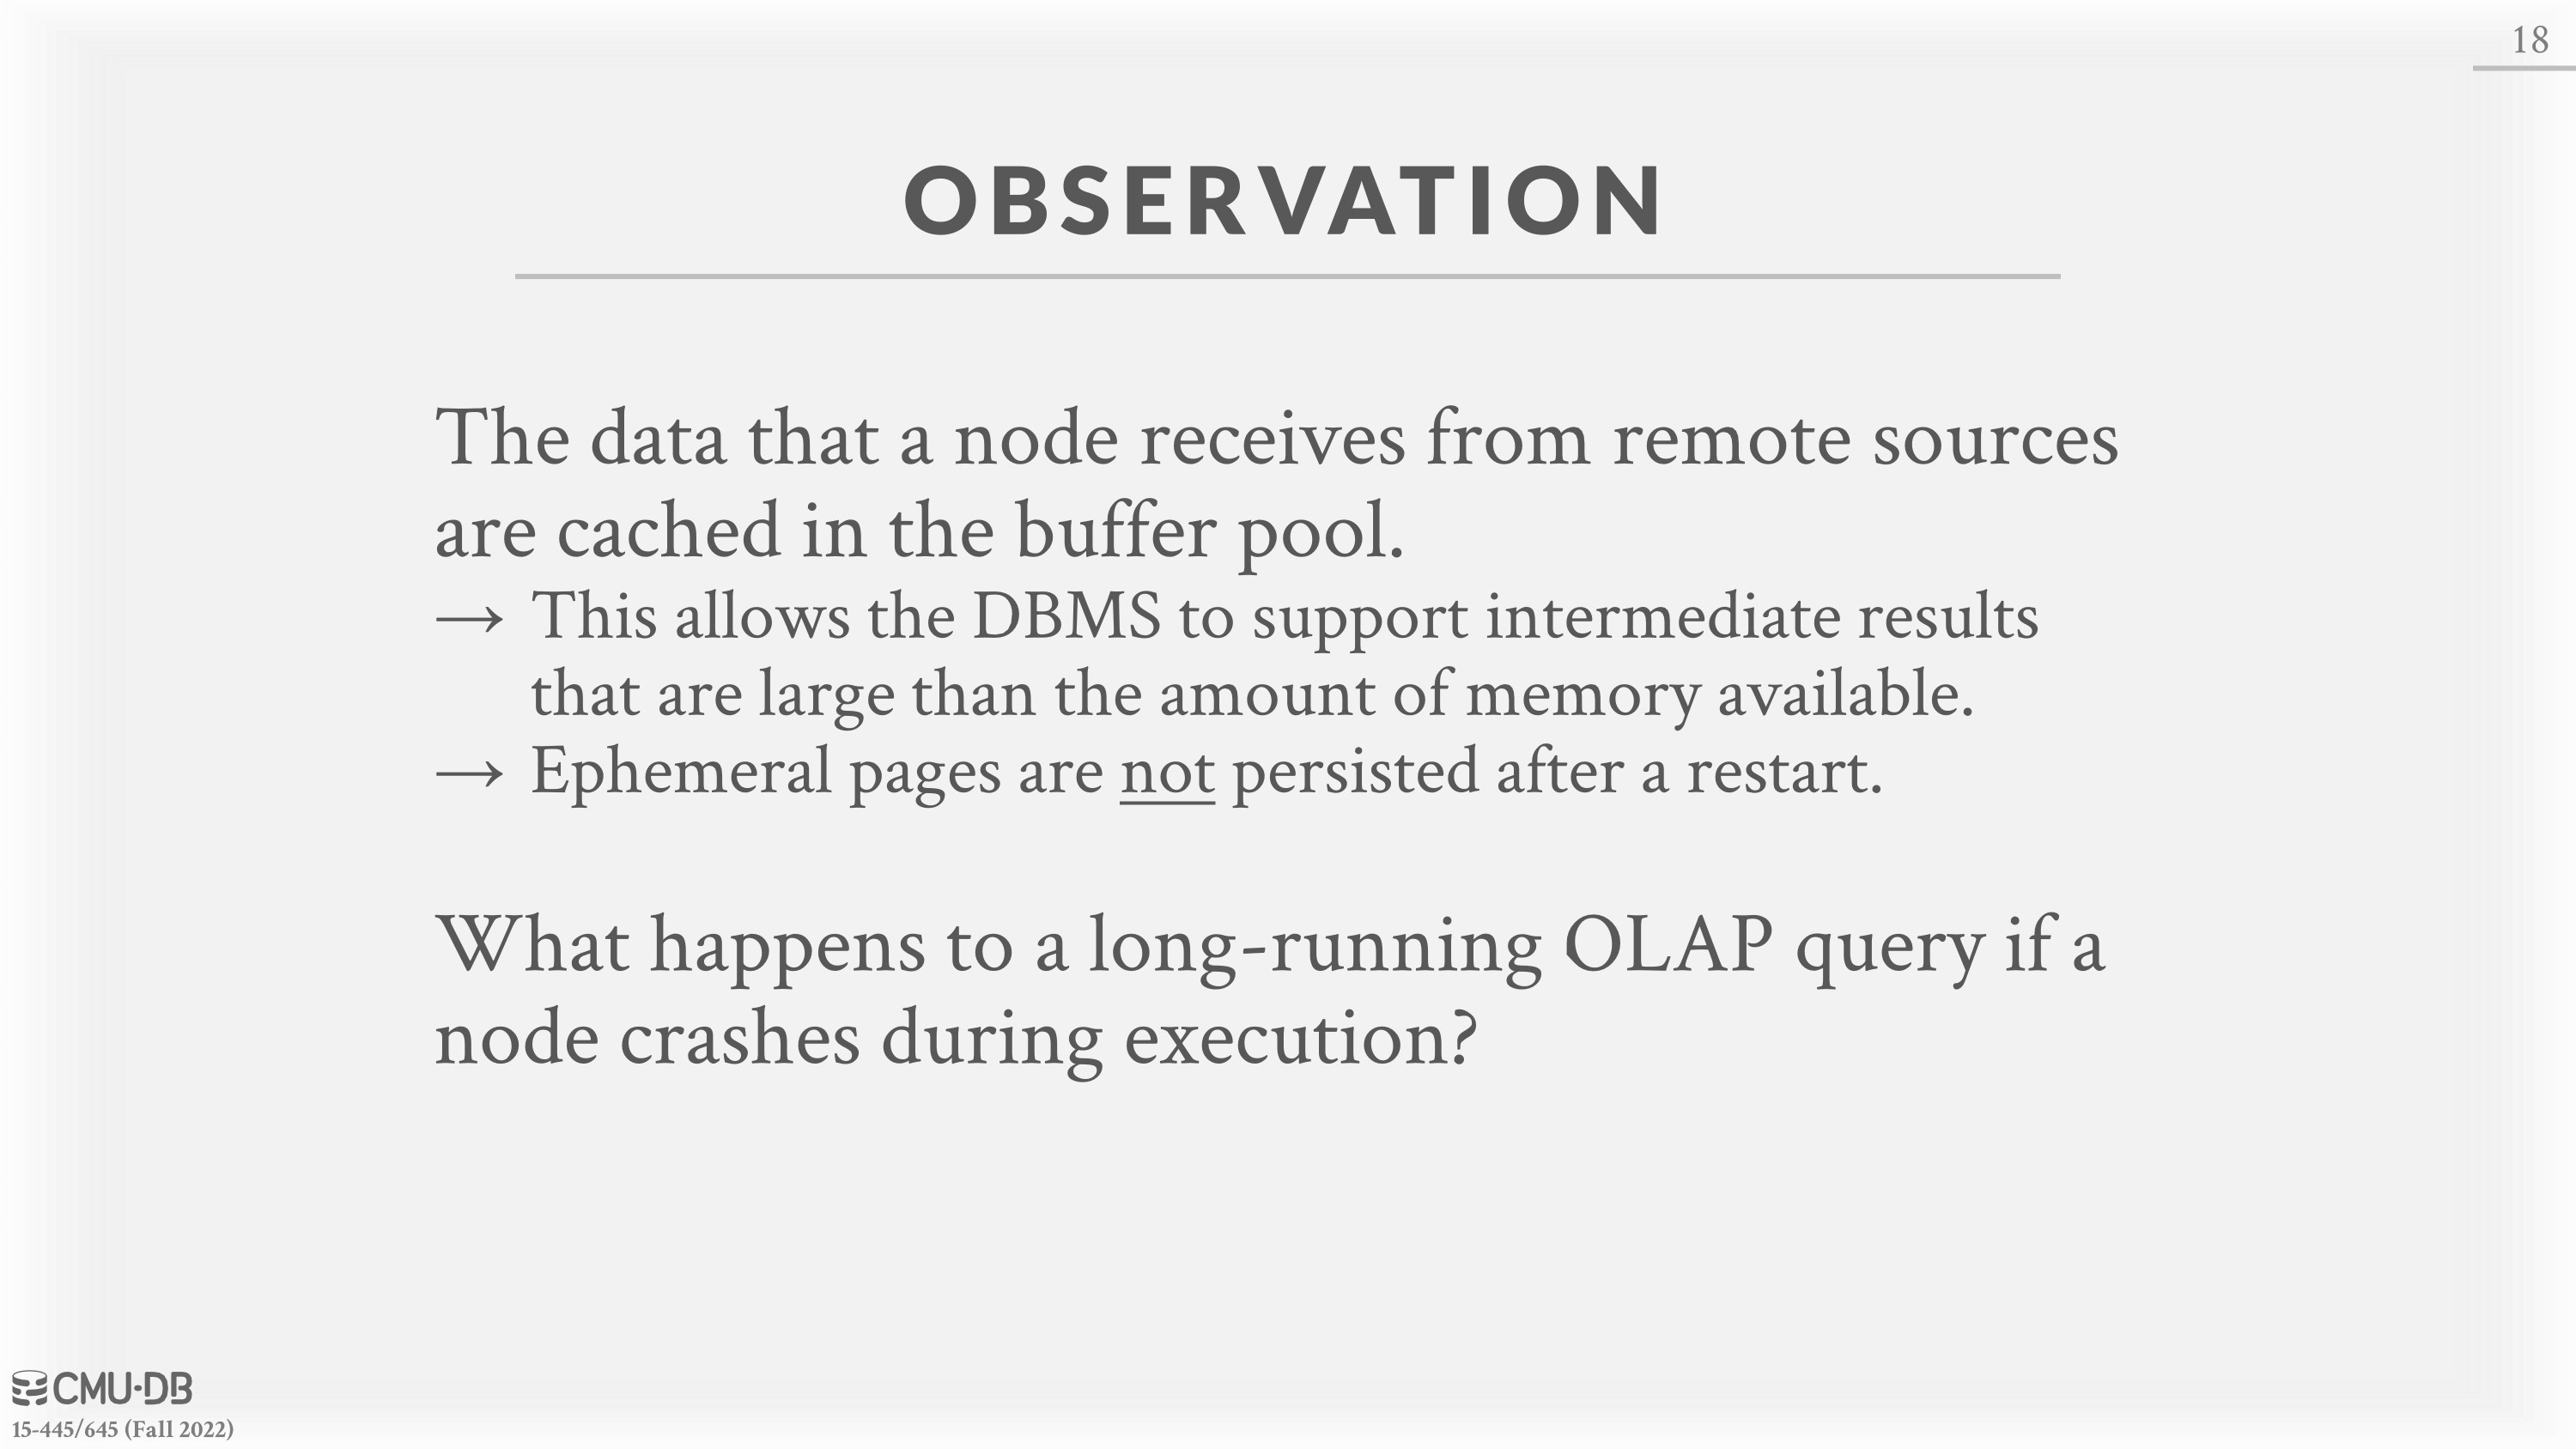 18
OBSERVATION
The data that a node receives from remote sources
are cached in the buffer pool.
→ This allows the DBMS to support intermediate results
that are large than the amount of memory available.
→ Ephemeral pages are not persisted after a restart.
What happens to a long-running OLAP query if a
node crashes during execution?
CMU·DB
15-445/645 (Fall 2022)